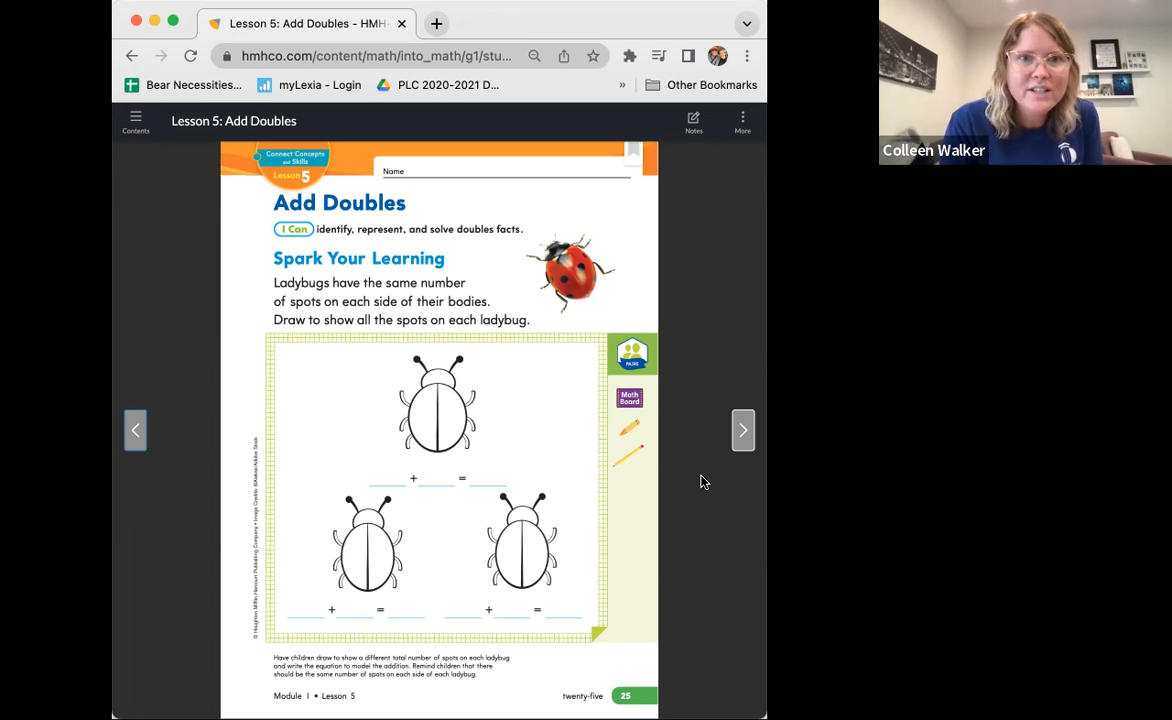 Lesson 5: Add Doubles - HMH
hmhco.com/content/math/into_math/g1/stu...
Bear Necessities... myLexia - Login PLC 2020-2021 D... » Other Bookmarks
Contents
Lesson 5: Add Doubles
Notes
More
Colleen Walker
Connect Concepts
and Skills
Lesson 5
Name
Add Doubles
I Can identify, represent, and solve doubles facts.
Spark Your Learning
Ladybugs have the same number
of spots on each side of their bodies.
Draw to show all the spots on each ladybug.
PAIRS
Math
Board
+ =
+ =
+ =
Have children draw to show a different total number of spots on each ladybug
and write the equation to model the addition. Remind children that there
should be the same number of spots on each side of each ladybug.
Module 1 • Lesson 5
twenty-five 25